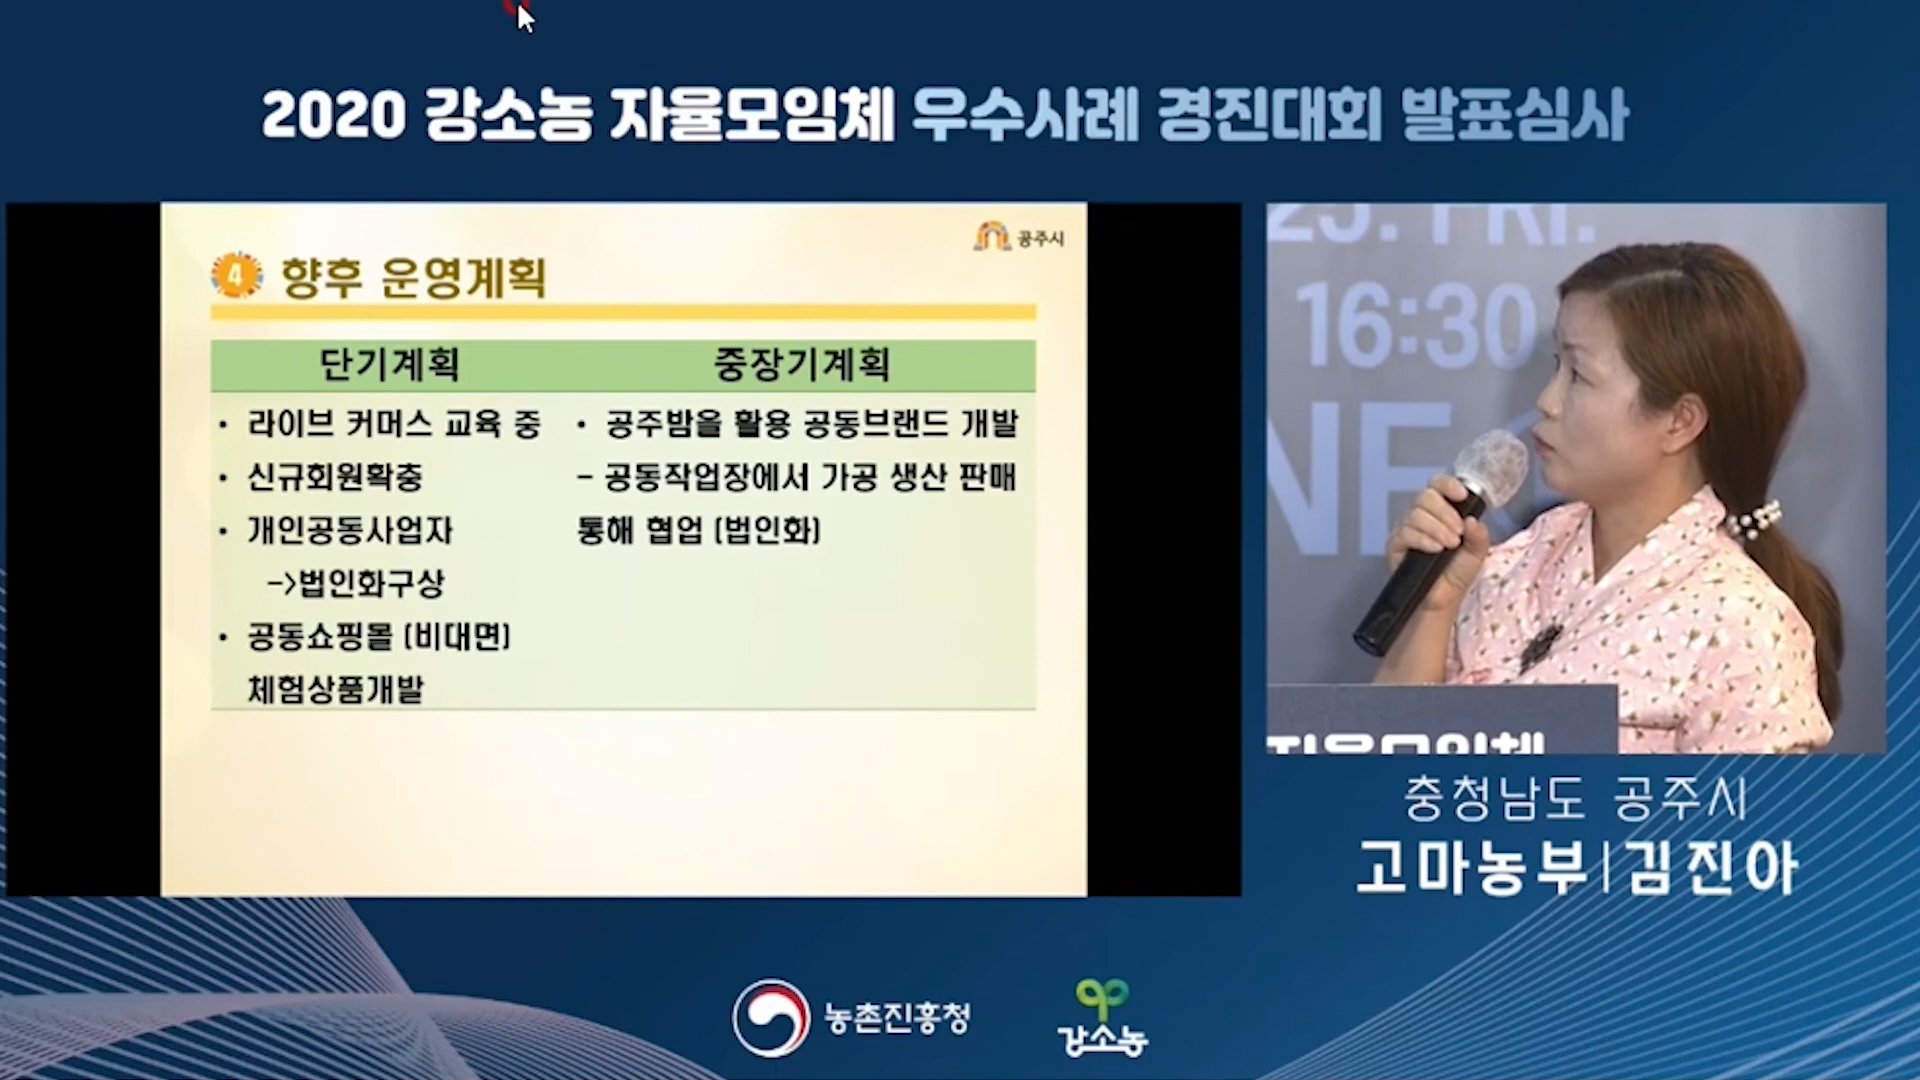 2020 강소농 자율모임체 우수사례 경진대회 발표심사
공주시
4 향후 운영계획
단기계획
• 라이브 커머스 교육 중
• 신규회원확충
• 개인공동사업자
->법인화구상
• 공동쇼핑몰 (비대면)
체험상품개발
중장기계획
• 공주밤을 활용 공동브랜드 개발
- 공동작업장에서 가공 생산 판매
통해 협업 (법인화)
25. FRI.
16:30
자율모임체
충청남도 공주시
고마농부|김진아
농촌진흥청
강소농